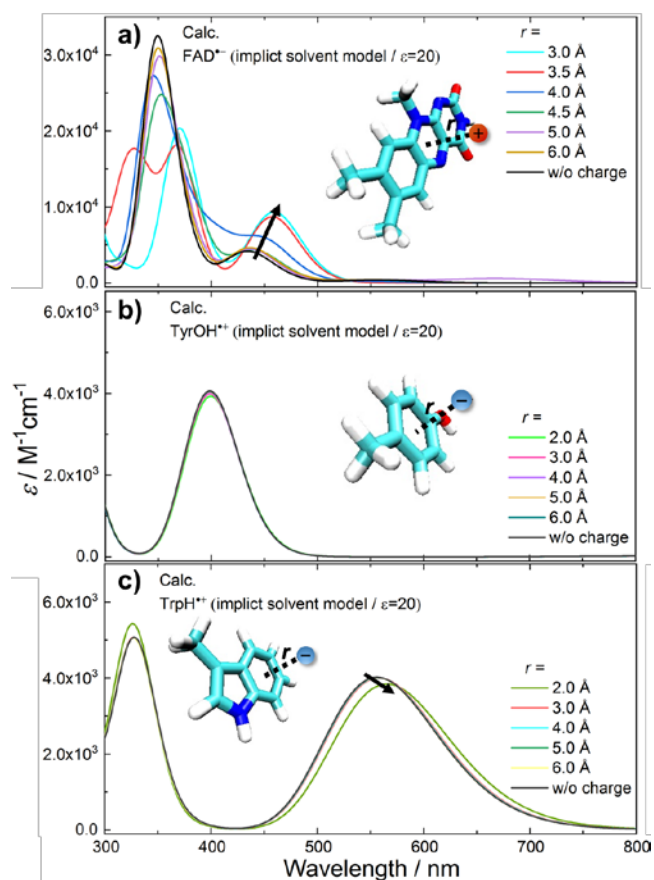 a)
Calc.
FAD•− (implict solvent model / ε=20)
r =
3.0 Å
3.5 Å
4.0 Å
4.5 Å
5.0 Å
6.0 Å
w/o charge
r
+
3.0x10⁴
2.0x10⁴
1.0x10⁴
0.0
b)
Calc.
TyrOH•+ (implict solvent model / ε=20)
r =
2.0 Å
3.0 Å
4.0 Å
5.0 Å
6.0 Å
w/o charge
r
−
6.0x10³
4.0x10³
2.0x10³
0.0
ε / M⁻¹cm⁻¹
c)
Calc.
TrpH•+ (implict solvent model / ε=20)
r =
2.0 Å
3.0 Å
4.0 Å
5.0 Å
6.0 Å
w/o charge
r
−
6.0x10³
4.0x10³
2.0x10³
0.0
300 400 500 600 700 800
Wavelength / nm